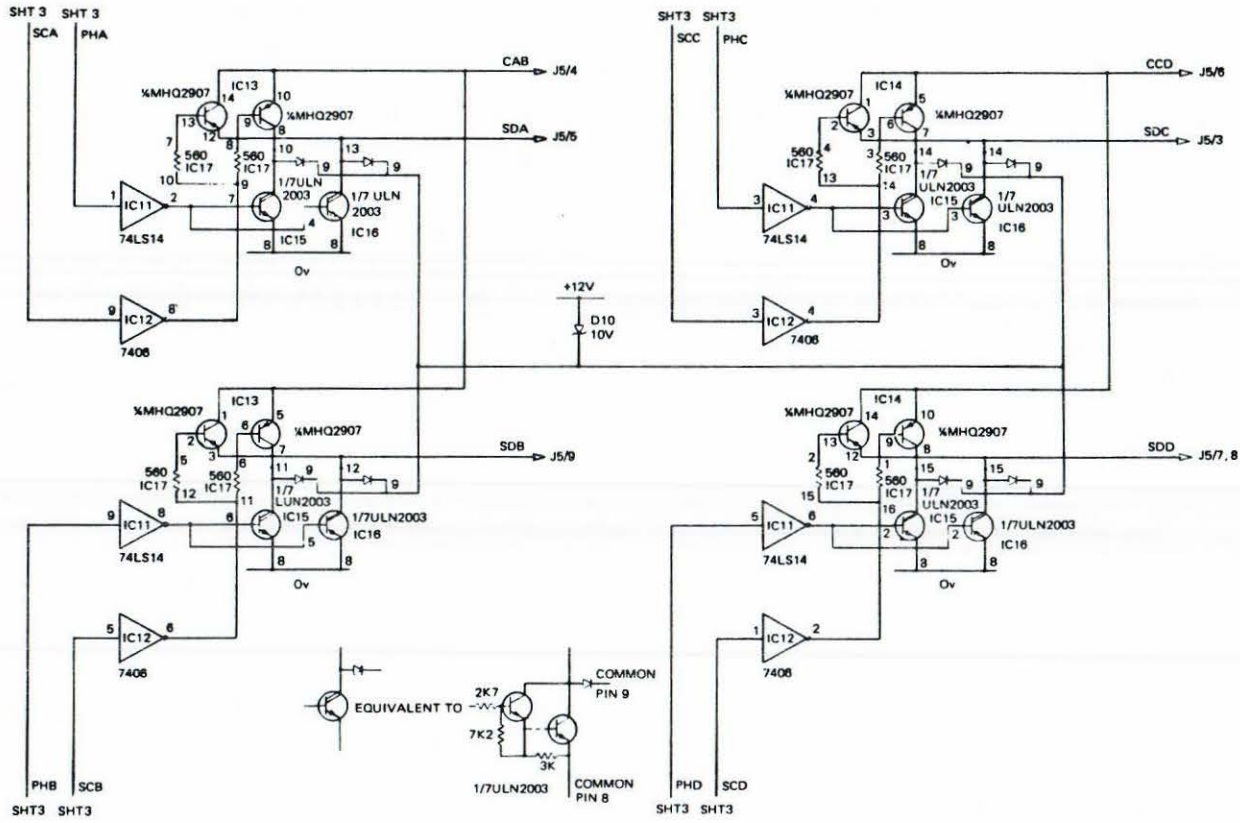 SHT 3 SHT 3
SCA PHA
CAB J5/4
IC13
¼MHQ2907 14 10
13 9 ¼MHQ2907
12 8
SDA J5/5
7 8 10 13
560 IC17 560 IC17 9 9
10 9 1/7ULN 2003
1/7 ULN 2003
1 IC11 2 7 4
74LS14 IC15 IC16
8 8
0v
9 IC12 8
7406
SHT3 SHT3
SCC PHC
CCD J5/6
IC14
¼MHQ2907 1 5
2 6 ¼MHQ2907
3 7
SDC J5/3
4 3 14 14
560 IC17 560 IC17 9 9
13 14 1/7 ULN2003
1/7 ULN2003
3 IC11 4 3 3
74LS14 IC15 IC16
8 8
0v
3 IC12 4
7406
+12V
D10
10V
IC13
¼MHQ2907 1 5
2 6 ¼MHQ2907
3 7
SDB J5/9
5 6 11 12
560 IC17 560 IC17 9 9
12 11 1/7 LUN2003
1/7ULN2003
9 IC11 8 6 5
74LS14 IC15 IC16
8 8
0v
5 IC12 6
7406
PHB SCB
SHT3 SHT3
IC14
¼MHQ2907 14 10
13 9 ¼MHQ2907
12 8
SDD J5/7, 8
2 1 15 15
560 IC17 560 IC17 9 9
15 16 1/7 ULN2003
1/7ULN2003
5 IC11 6 2 2
74LS14 IC15 IC16
3 8
0v
1 IC12 2
7406
PHD SCD
SHT3 SHT3
EQUIVALENT TO
2K7
7K2
3K
COMMON
PIN 9
1/7ULN2003
COMMON
PIN 8